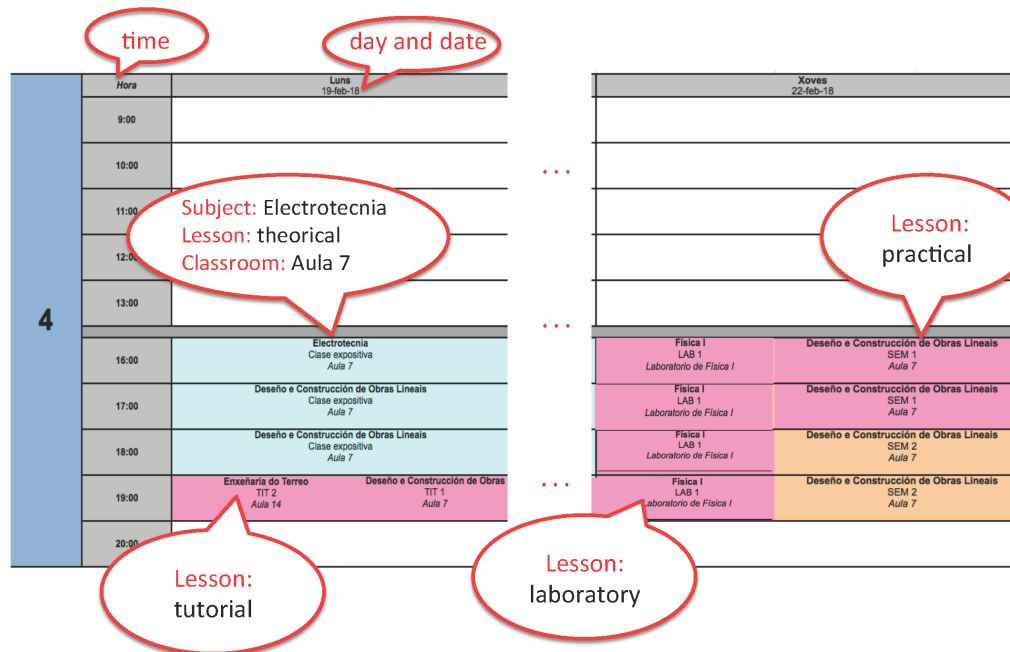 time
day and date
Hora
Luns
19-feb-18
Xoves
22-feb-18
9:00
10:00
...
11:00
Subject: Electrotecnia
Lesson: theorical
Classroom: Aula 7
Lesson:
practical
12:00
13:00
...
4
16:00
Electrotecnia
Clase expositiva
Aula 7
Física I
LAB 1
Laboratorio de Física I
Deseño e Construcción de Obras Lineais
SEM 1
Aula 7
17:00
Deseño e Construcción de Obras Lineais
Clase expositiva
Aula 7
Física I
LAB 1
Laboratorio de Física I
Deseño e Construcción de Obras Lineais
SEM 1
Aula 7
18:00
Deseño e Construcción de Obras Lineais
Clase expositiva
Aula 7
Física I
LAB 1
Laboratorio de Física I
Deseño e Construcción de Obras Lineais
SEM 2
Aula 7
19:00
Enxeñaría do Terreo
TIT 2
Aula 14
Deseño e Construcción de Obras
TIT 1
Aula 7
...
Física I
LAB 1
Laboratorio de Física I
Deseño e Construcción de Obras Lineais
SEM 2
Aula 7
20:00
Lesson:
tutorial
Lesson:
laboratory